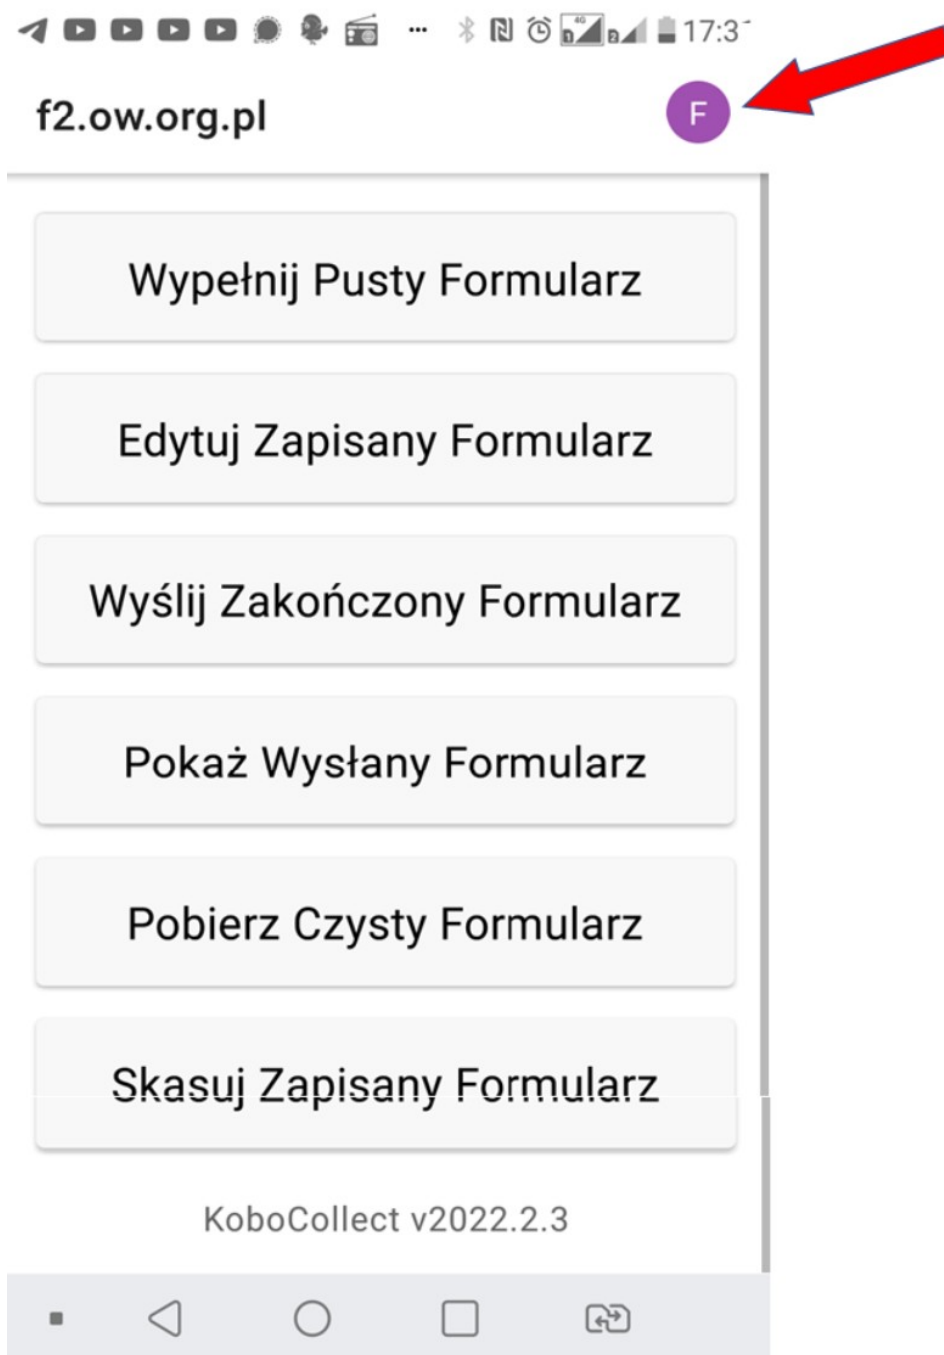 17:3
f2.ow.org.pl
F
Wypełnij Pusty Formularz
Edytuj Zapisany Formularz
Wyślij Zakończony Formularz
Pokaż Wysłany Formularz
Pobierz Czysty Formularz
Skasuj Zapisany Formularz
KoboCollect v2022.2.3